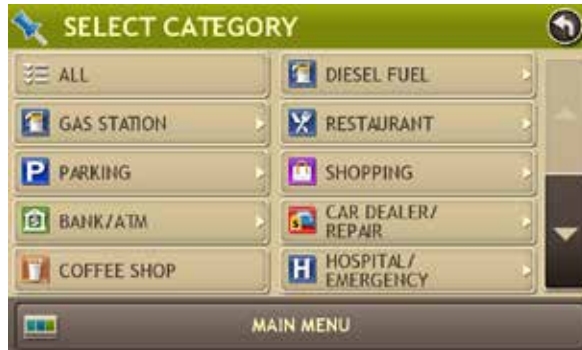 SELECT CATEGORY
ALL
DIESEL FUEL
GAS STATION
RESTAURANT
P PARKING
SHOPPING
BANK/ATM
CAR DEALER/
REPAIR
COFFEE SHOP
H HOSPITAL/
EMERGENCY
MAIN MENU